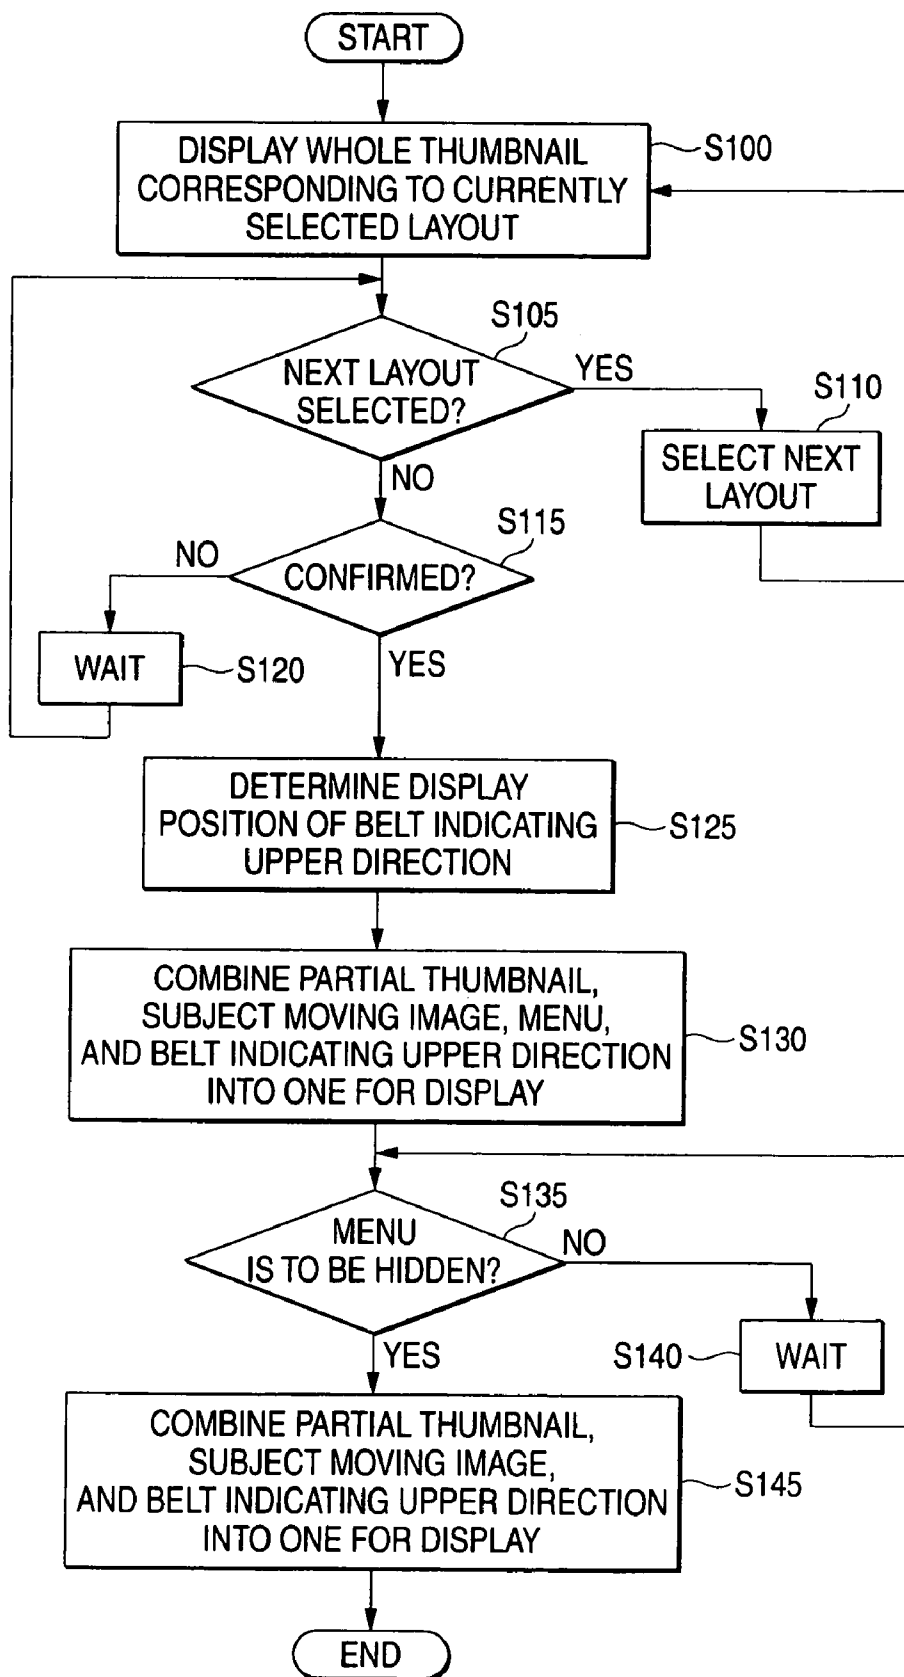 START
DISPLAY WHOLE THUMBNAIL
CORRESPONDING TO CURRENTLY
SELECTED LAYOUT
S100
S105
NEXT LAYOUT
SELECTED?
YES
S110
SELECT NEXT
LAYOUT
NO
S115
NO
CONFIRMED?
WAIT
S120
YES
DETERMINE DISPLAY
POSITION OF BELT INDICATING
UPPER DIRECTION
S125
COMBINE PARTIAL THUMBNAIL,
SUBJECT MOVING IMAGE, MENU,
AND BELT INDICATING UPPER DIRECTION
INTO ONE FOR DISPLAY
S130
S135
MENU
IS TO BE HIDDEN?
NO
YES
S140
WAIT
COMBINE PARTIAL THUMBNAIL,
SUBJECT MOVING IMAGE,
AND BELT INDICATING UPPER DIRECTION
INTO ONE FOR DISPLAY
S145
END